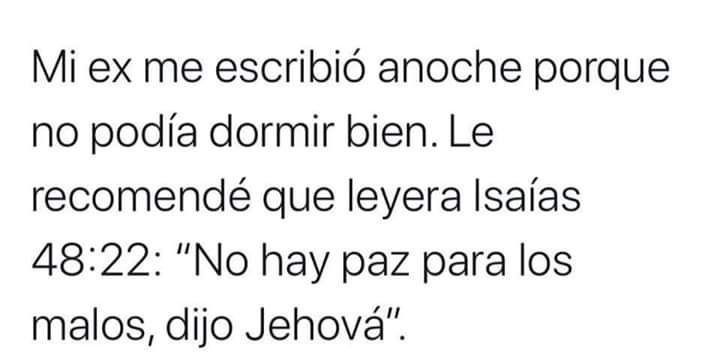 Mi ex me escribió anoche porque
no podía dormir bien. Le
recomendé que leyera Isaías
48:22: "No hay paz para los
malos, dijo Jehová".